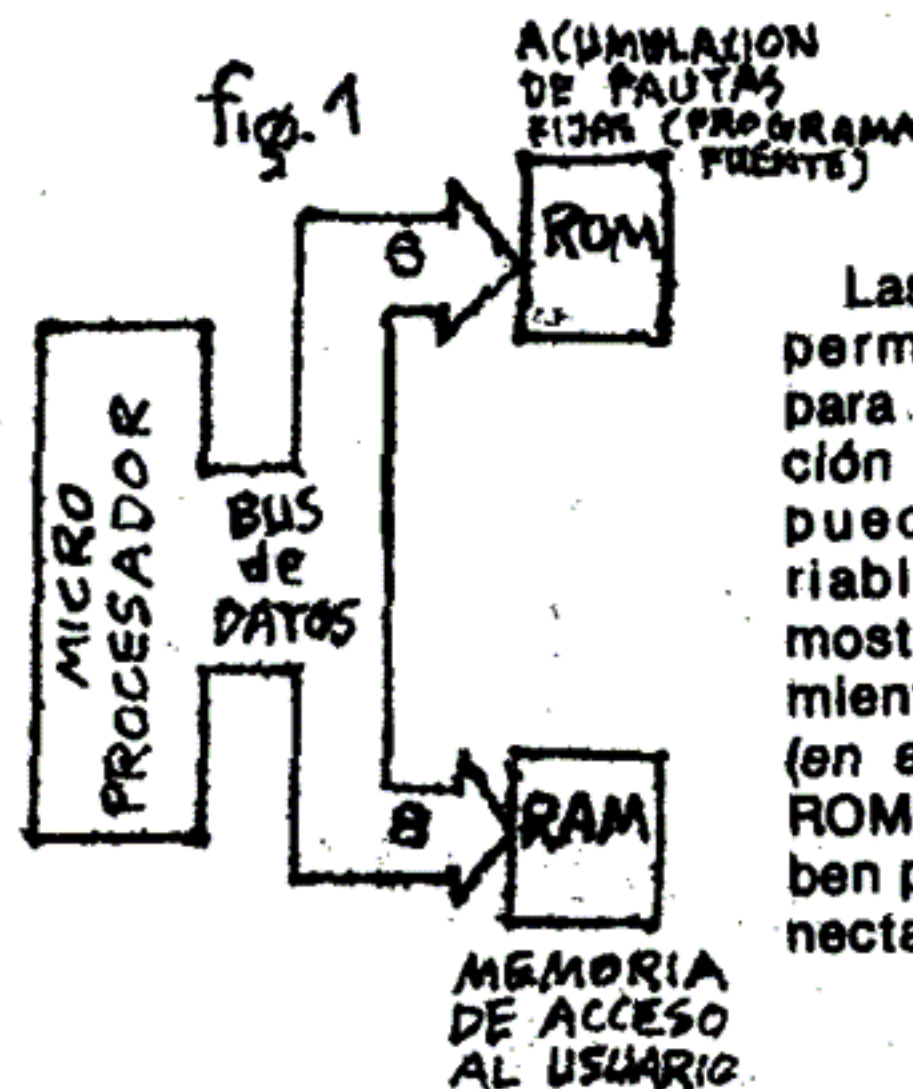 fig. 1
ACUMULACION
DE PAUTAS
FIJAS (PROGRAMA
FUENTE)
ROM
8
MICRO
PROCESADOR
BUS
de
DATOS
8
RAM
MEMORIA
DE ACCESO
AL USUARIO
Las
perm
para
ción
pued
riabl
most
mient
(en e
ROM
ben p
necta